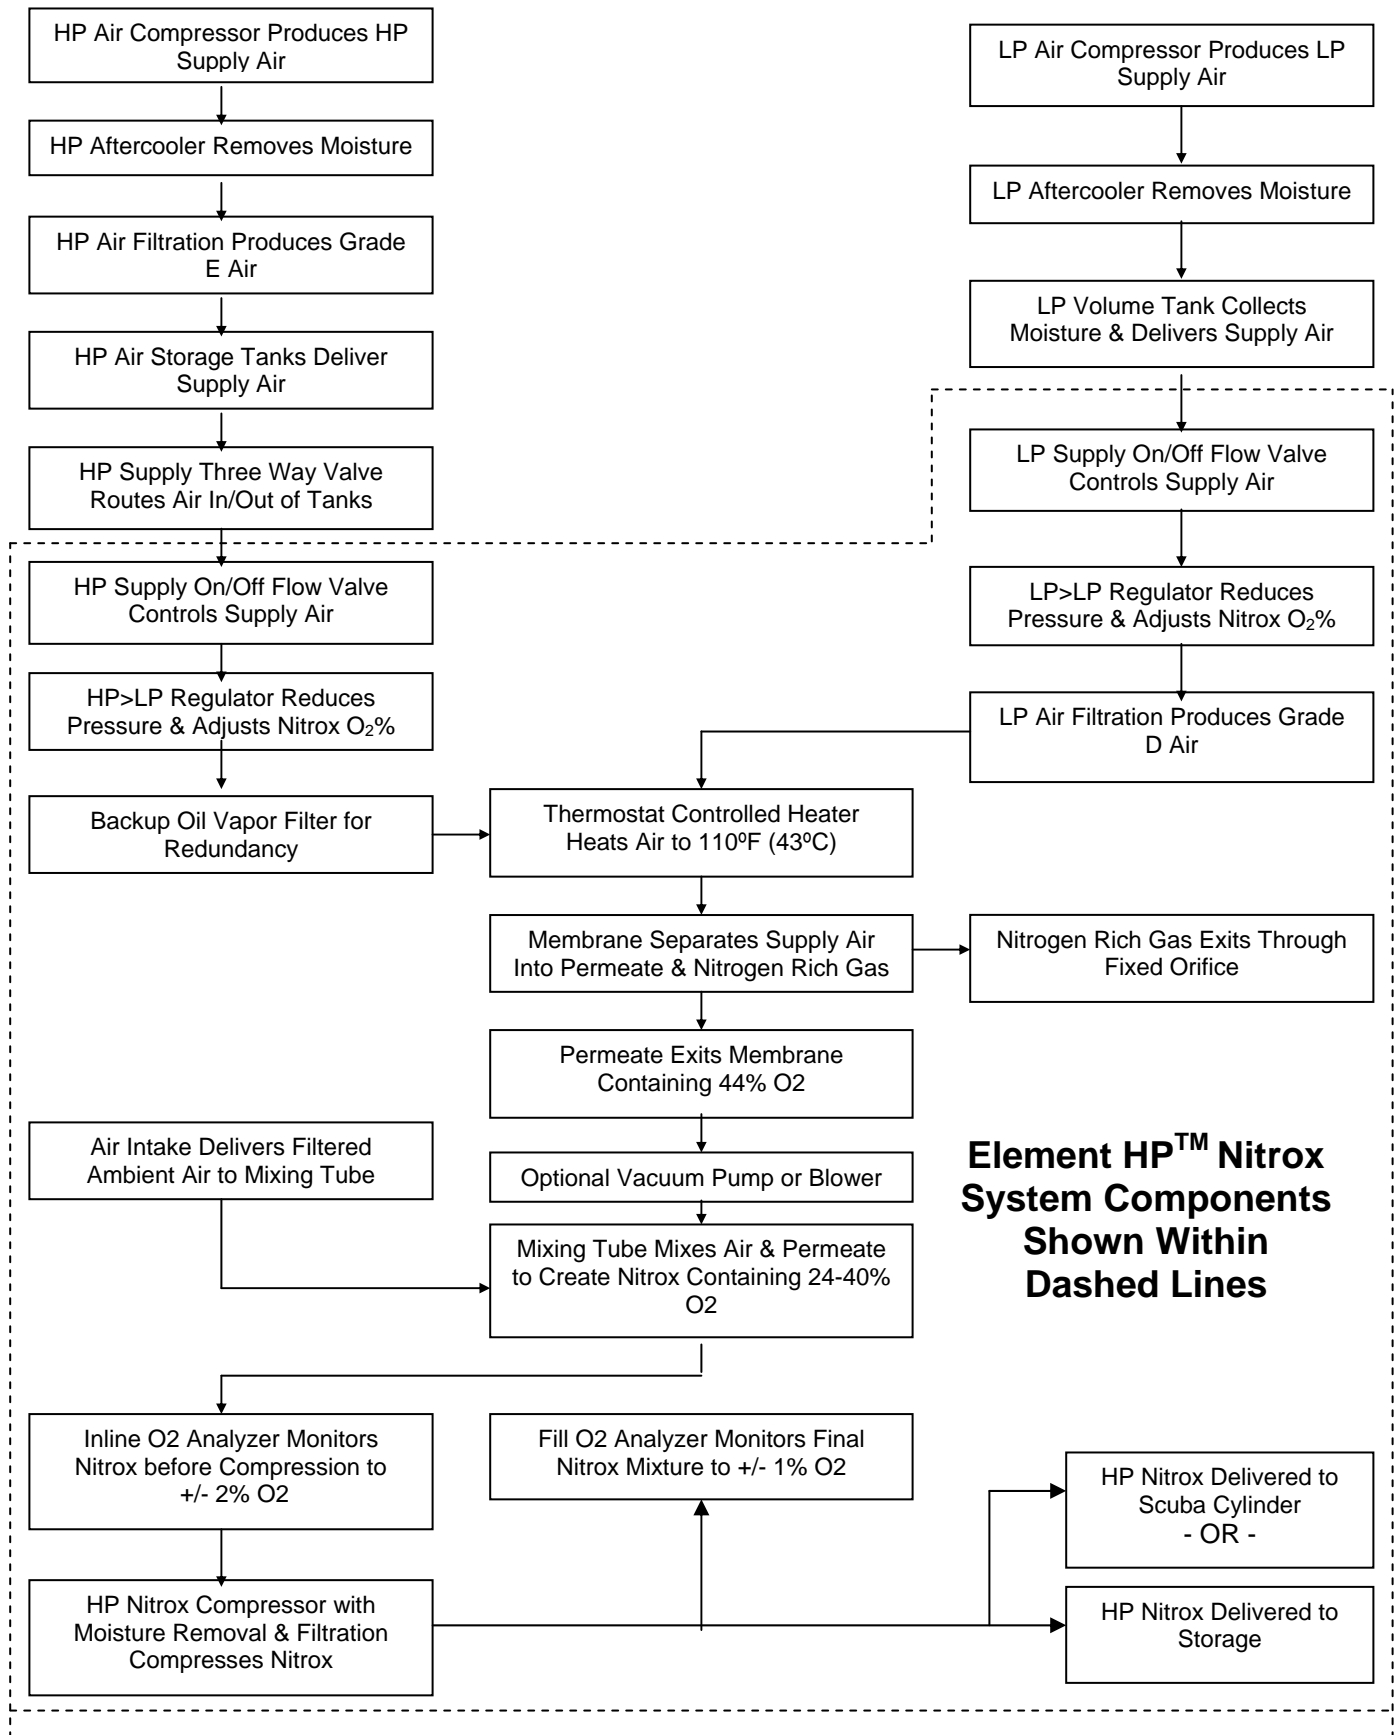 HP Air Compressor Produces HP
Supply Air
LP Air Compressor Produces LP
Supply Air
HP Aftercooler Removes Moisture
LP Aftercooler Removes Moisture
HP Air Filtration Produces Grade
E Air
LP Volume Tank Collects
Moisture & Delivers Supply Air
HP Air Storage Tanks Deliver
Supply Air
HP Supply Three Way Valve
Routes Air In/Out of Tanks
LP Supply On/Off Flow Valve
Controls Supply Air
HP Supply On/Off Flow Valve
Controls Supply Air
LP>LP Regulator Reduces
Pressure & Adjusts Nitrox O₂%
HP>LP Regulator Reduces
Pressure & Adjusts Nitrox O₂%
LP Air Filtration Produces Grade
D Air
Backup Oil Vapor Filter for
Redundancy
Thermostat Controlled Heater
Heats Air to 110ºF (43ºC)
Membrane Separates Supply Air
Into Permeate & Nitrogen Rich Gas
Nitrogen Rich Gas Exits Through
Fixed Orifice
Permeate Exits Membrane
Containing 44% O2
Air Intake Delivers Filtered
Ambient Air to Mixing Tube
Optional Vacuum Pump or Blower
Element HP™ Nitrox
System Components
Shown Within
Dashed Lines
Mixing Tube Mixes Air & Permeate
to Create Nitrox Containing 24-40%
O2
Inline O2 Analyzer Monitors
Nitrox before Compression to
+/- 2% O2
Fill O2 Analyzer Monitors Final
Nitrox Mixture to +/- 1% O2
HP Nitrox Delivered to
Scuba Cylinder
- OR -
HP Nitrox Compressor with
Moisture Removal & Filtration
Compresses Nitrox
HP Nitrox Delivered to
Storage